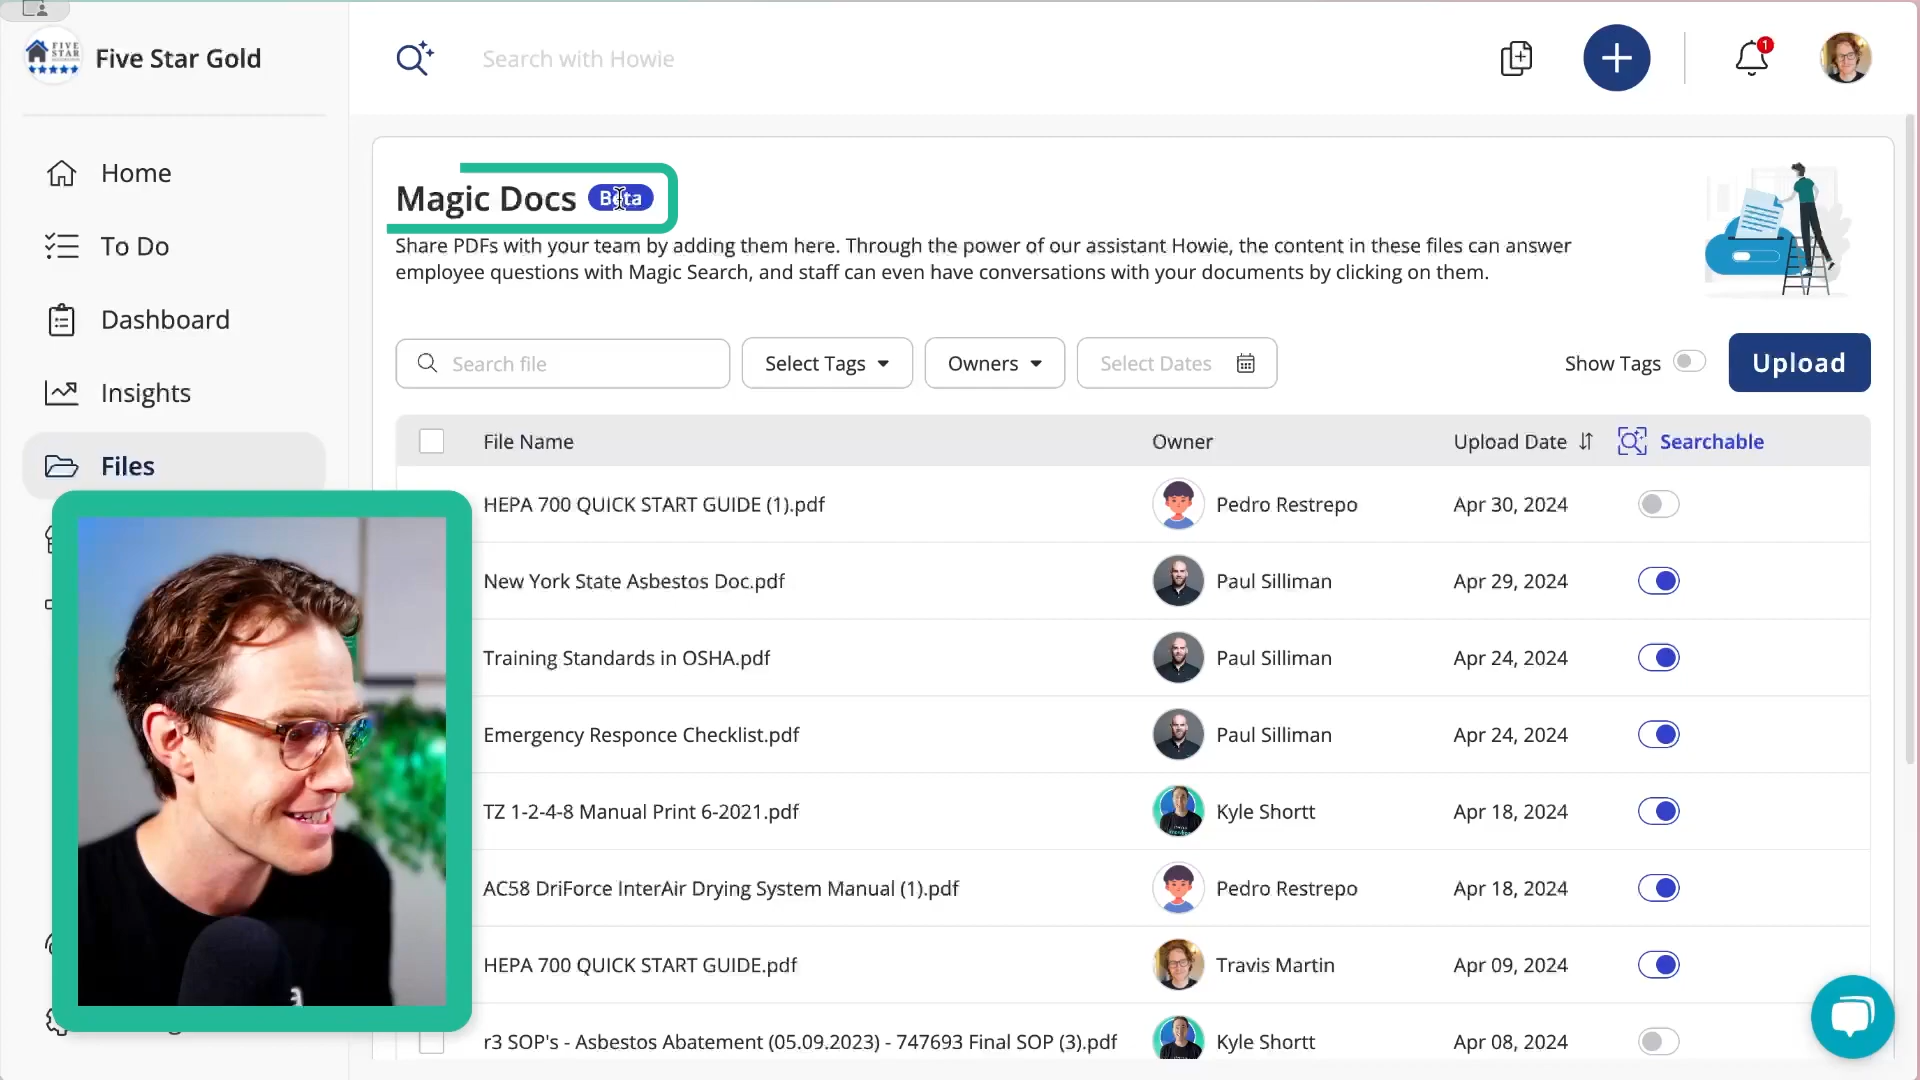 FIVE
STAR
Five Star Gold
Search with Howie
1
Home
To Do
Dashboard
Insights
Files
Magic Docs Beta
Share PDFs with your team by adding them here. Through the power of our assistant Howie, the content in these files can answer
employee questions with Magic Search, and staff can even have conversations with your documents by clicking on them.
Search file
Select Tags
Owners
Select Dates
Show Tags
Upload
File Name Owner Upload Date Searchable
HEPA 700 QUICK START GUIDE (1).pdf Pedro Restrepo Apr 30, 2024
New York State Asbestos Doc.pdf Paul Silliman Apr 29, 2024
Training Standards in OSHA.pdf Paul Silliman Apr 24, 2024
Emergency Responce Checklist.pdf Paul Silliman Apr 24, 2024
TZ 1-2-4-8 Manual Print 6-2021.pdf Kyle Shortt Apr 18, 2024
AC58 DriForce InterAir Drying System Manual (1).pdf Pedro Restrepo Apr 18, 2024
HEPA 700 QUICK START GUIDE.pdf Travis Martin Apr 09, 2024
r3 SOP's - Asbestos Abatement (05.09.2023) - 747693 Final SOP (3).pdf Kyle Shortt Apr 08, 2024